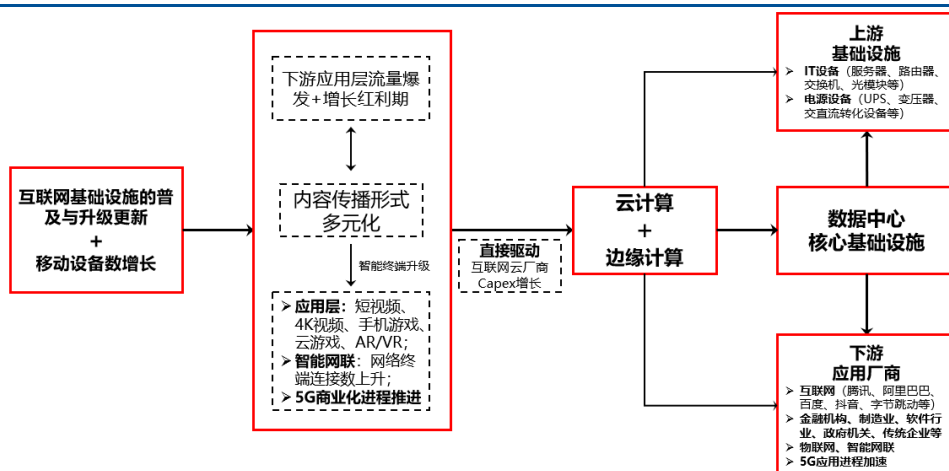 互联网基础设施的普
及与升级更新
+
移动设备数增长
下游应用层流量爆
发+增长红利期
内容传播形式
多元化
智能终端升级
➢应用层：短视频、
4K视频、手机游戏、
云游戏、AR/VR；
➢智能网联：网络终
端连接数上升；
➢5G商业化进程推进
直接驱动
互联网云厂商
Capex增长
云计算
+
边缘计算
上游
基础设施
➢ IT设备（服务器、路由器、
交换机、光模块等）
➢ 电源设备（UPS、变压器、
交直流转化设备等）
数据中心
核心基础设施
下游
应用厂商
➢ 互联网（腾讯、阿里巴巴、
百度、抖音、字节跳动等）
➢ 金融机构、制造业、软件行
业、政府机关、传统企业等
➢ 物联网、智能网联
➢ 5G应用进程加速